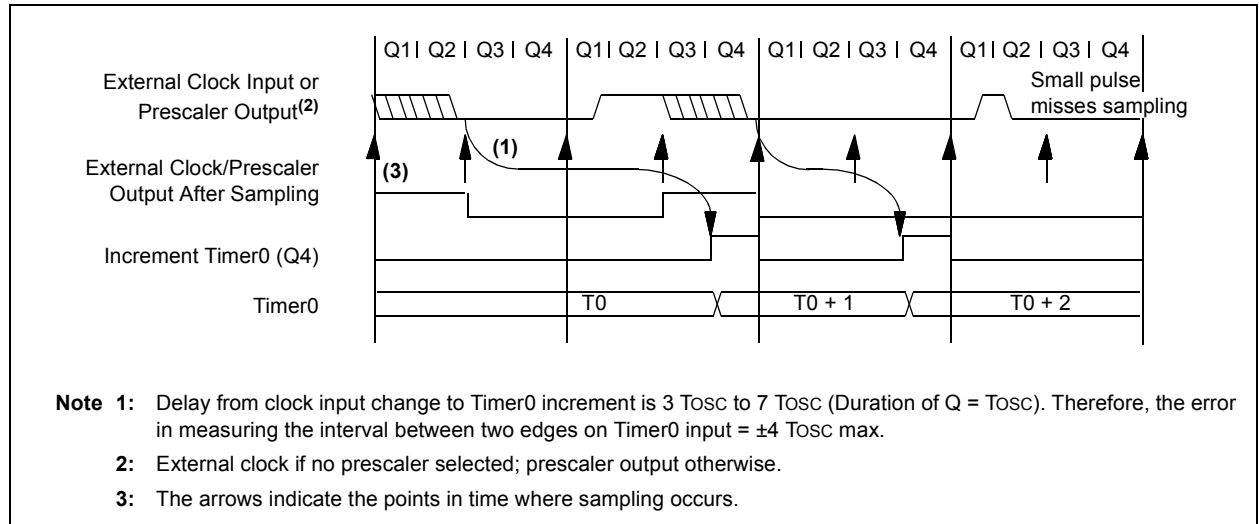 Q1 | Q2 | Q3 | Q4 Q1 | Q2 | Q3 | Q4 Q1 | Q2 | Q3 | Q4 Q1 | Q2 | Q3 | Q4
External Clock Input or
Prescaler Output(2)
Small pulse
misses sampling
(1)
External Clock/Prescaler
Output After Sampling
(3)
Increment Timer0 (Q4)
Timer0
T0 T0 + 1 T0 + 2
Note 1: Delay from clock input change to Timer0 increment is 3 TOSC to 7 TOSC (Duration of Q = TOSC). Therefore, the error
in measuring the interval between two edges on Timer0 input = ±4 TOSC max.
2: External clock if no prescaler selected; prescaler output otherwise.
3: The arrows indicate the points in time where sampling occurs.